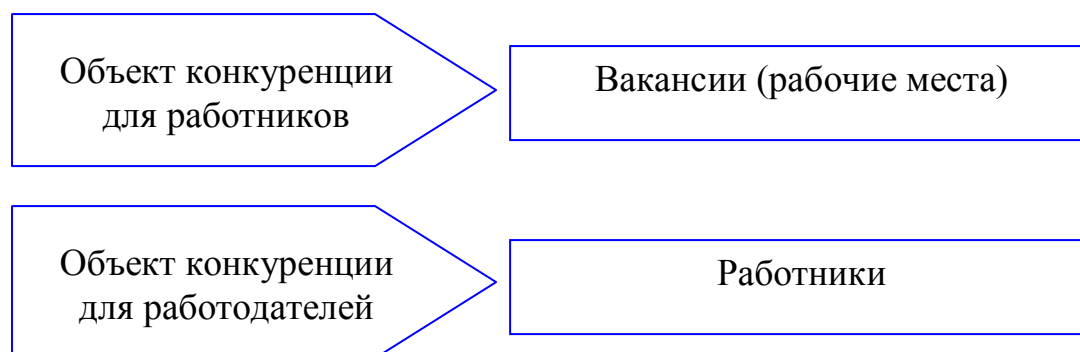 Объект конкуренции
для работников
Вакансии (рабочие места)
Объект конкуренции
для работодателей
Работники